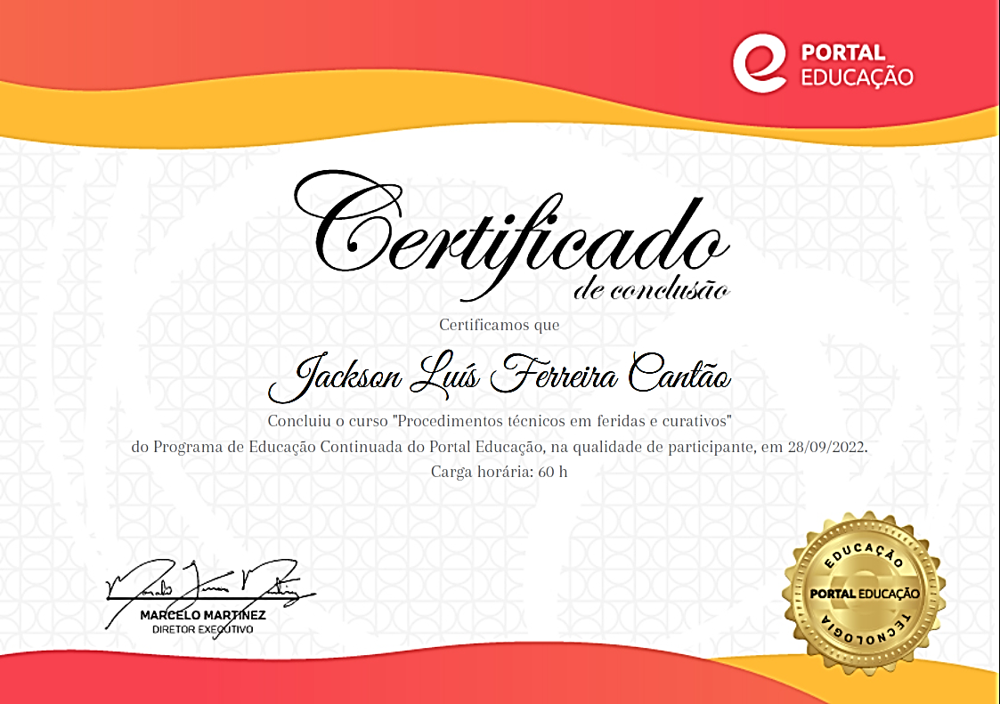 PORTAL
EDUCAÇÃO
Certificado
de conclusão
Certificamos que
Jackson Luís Ferreira Cantão
Concluiu o curso "Procedimentos técnicos em feridas e curativos"
do Programa de Educação Continuada do Portal Educação, na qualidade de participante, em 28/09/2022.
Carga horária: 60 h
MARCELO MARTINEZ
DIRETOR EXECUTIVO
EDUCAÇÃO
PORTAL EDUCAÇÃO
TECNOLOGIA